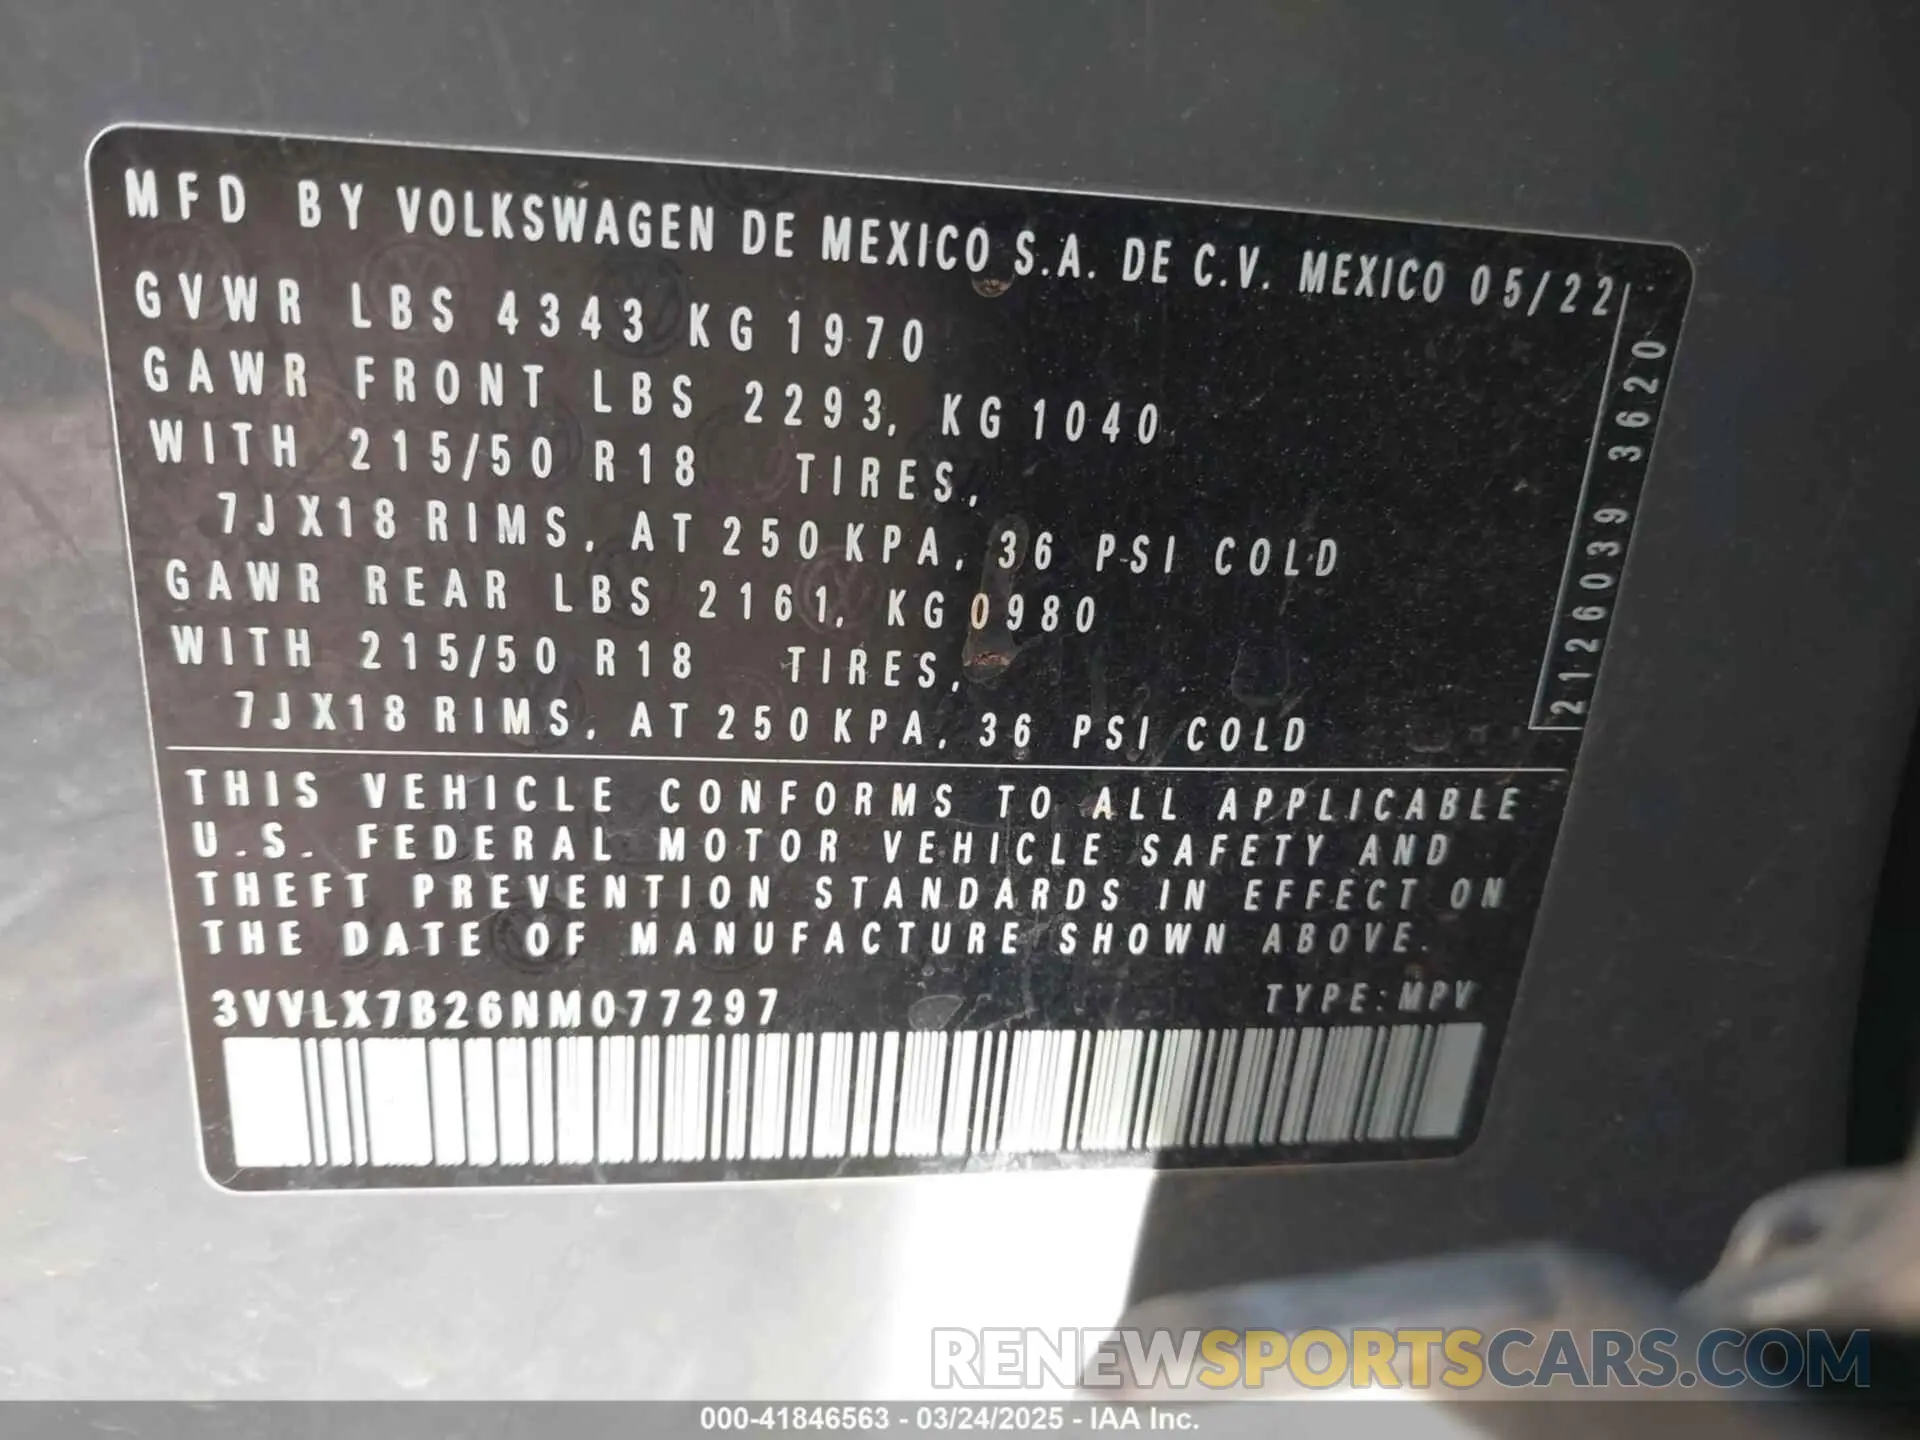 MFD BY VOLKSWAGEN DE MEXICO S.A. DE C.V. MEXICO 05/22
GVWR LBS 4343 KG 1970
GAWR FRONT LBS 2293, KG 1040
WITH 215/50 R18 TIRES,
7JX18 RIMS, AT 250 KPA, 36 PSI COLD
GAWR REAR LBS 2161, KG 0980
WITH 215/50 R18 TIRES,
7JX18 RIMS, AT 250 KPA, 36 PSI COLD
2126039 3620
THIS VEHICLE CONFORMS TO ALL APPLICABLE
U.S. FEDERAL MOTOR VEHICLE SAFETY AND
THEFT PREVENTION STANDARDS IN EFFECT ON
THE DATE OF MANUFACTURE SHOWN ABOVE.
3VVLX7B26NM077297 TYPE: MPV
RENEWSPORTSCARS.COM
000-41846563 - 03/24/2025 - IAA Inc.